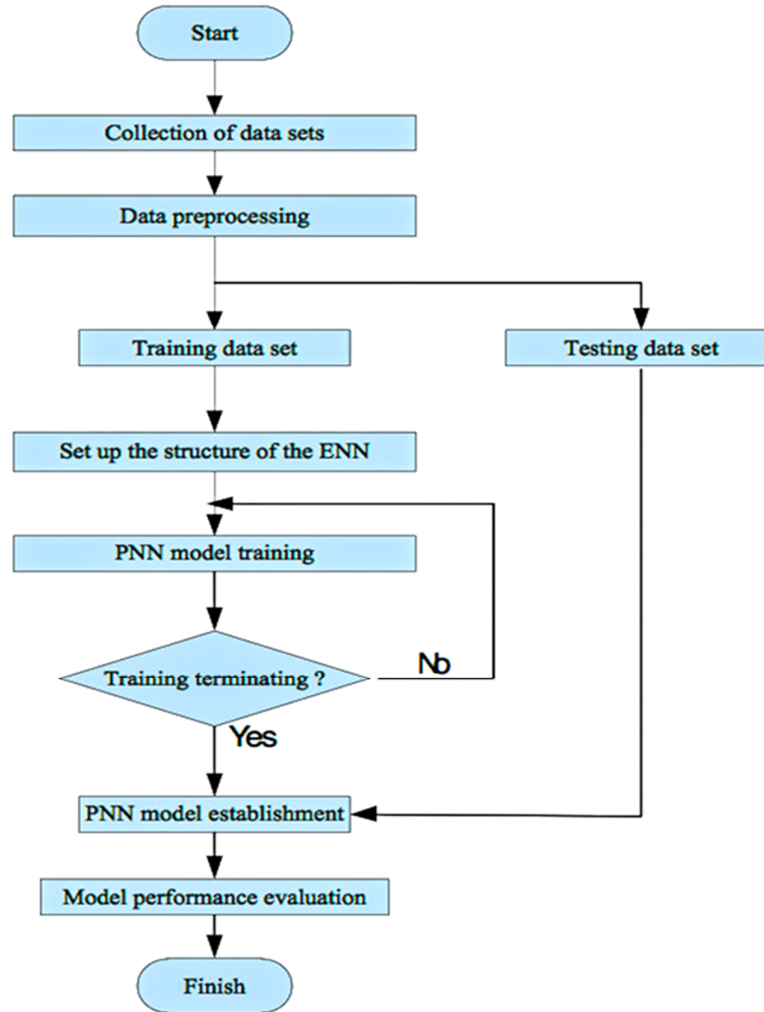 Start
Collection of data sets
Data preprocessing
Training data set
Testing data set
Set up the structure of the ENN
PNN model training
Training terminating ?
No
Yes
PNN model establishment
Model performance evaluation
Finish